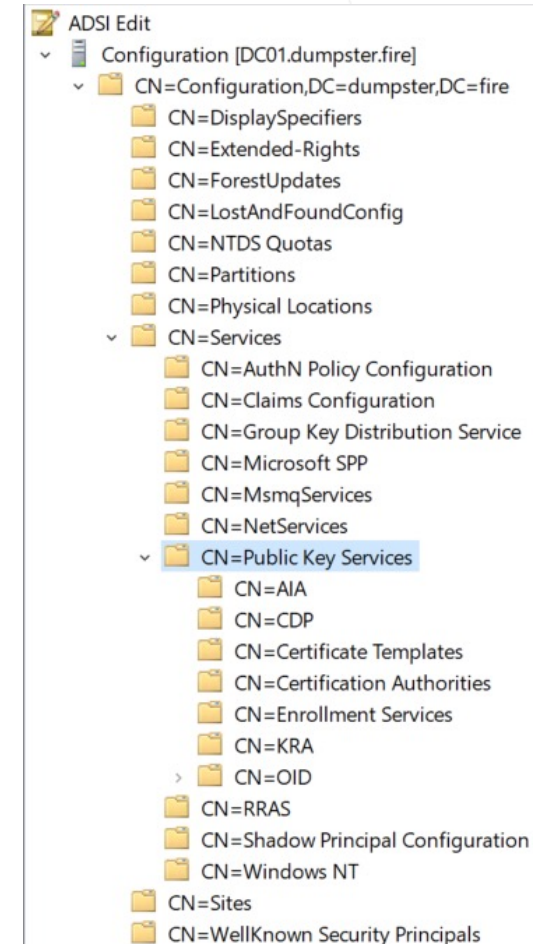 ADSI Edit
Configuration [DC01.dumpster.fire]
CN=Configuration,DC=dumpster,DC=fire
CN=DisplaySpecifiers
CN=Extended-Rights
CN=ForestUpdates
CN=LostAndFoundConfig
CN=NTDS Quotas
CN=Partitions
CN=Physical Locations
CN=Services
CN=AuthN Policy Configuration
CN=Claims Configuration
CN=Group Key Distribution Service
CN=Microsoft SPP
CN=MsmqServices
CN=NetServices
CN=Public Key Services
CN=AIA
CN=CDP
CN=Certificate Templates
CN=Certification Authorities
CN=Enrollment Services
CN=KRA
CN=OID
CN=RRAS
CN=Shadow Principal Configuration
CN=Windows NT
CN=Sites
CN=WellKnown Security Principals